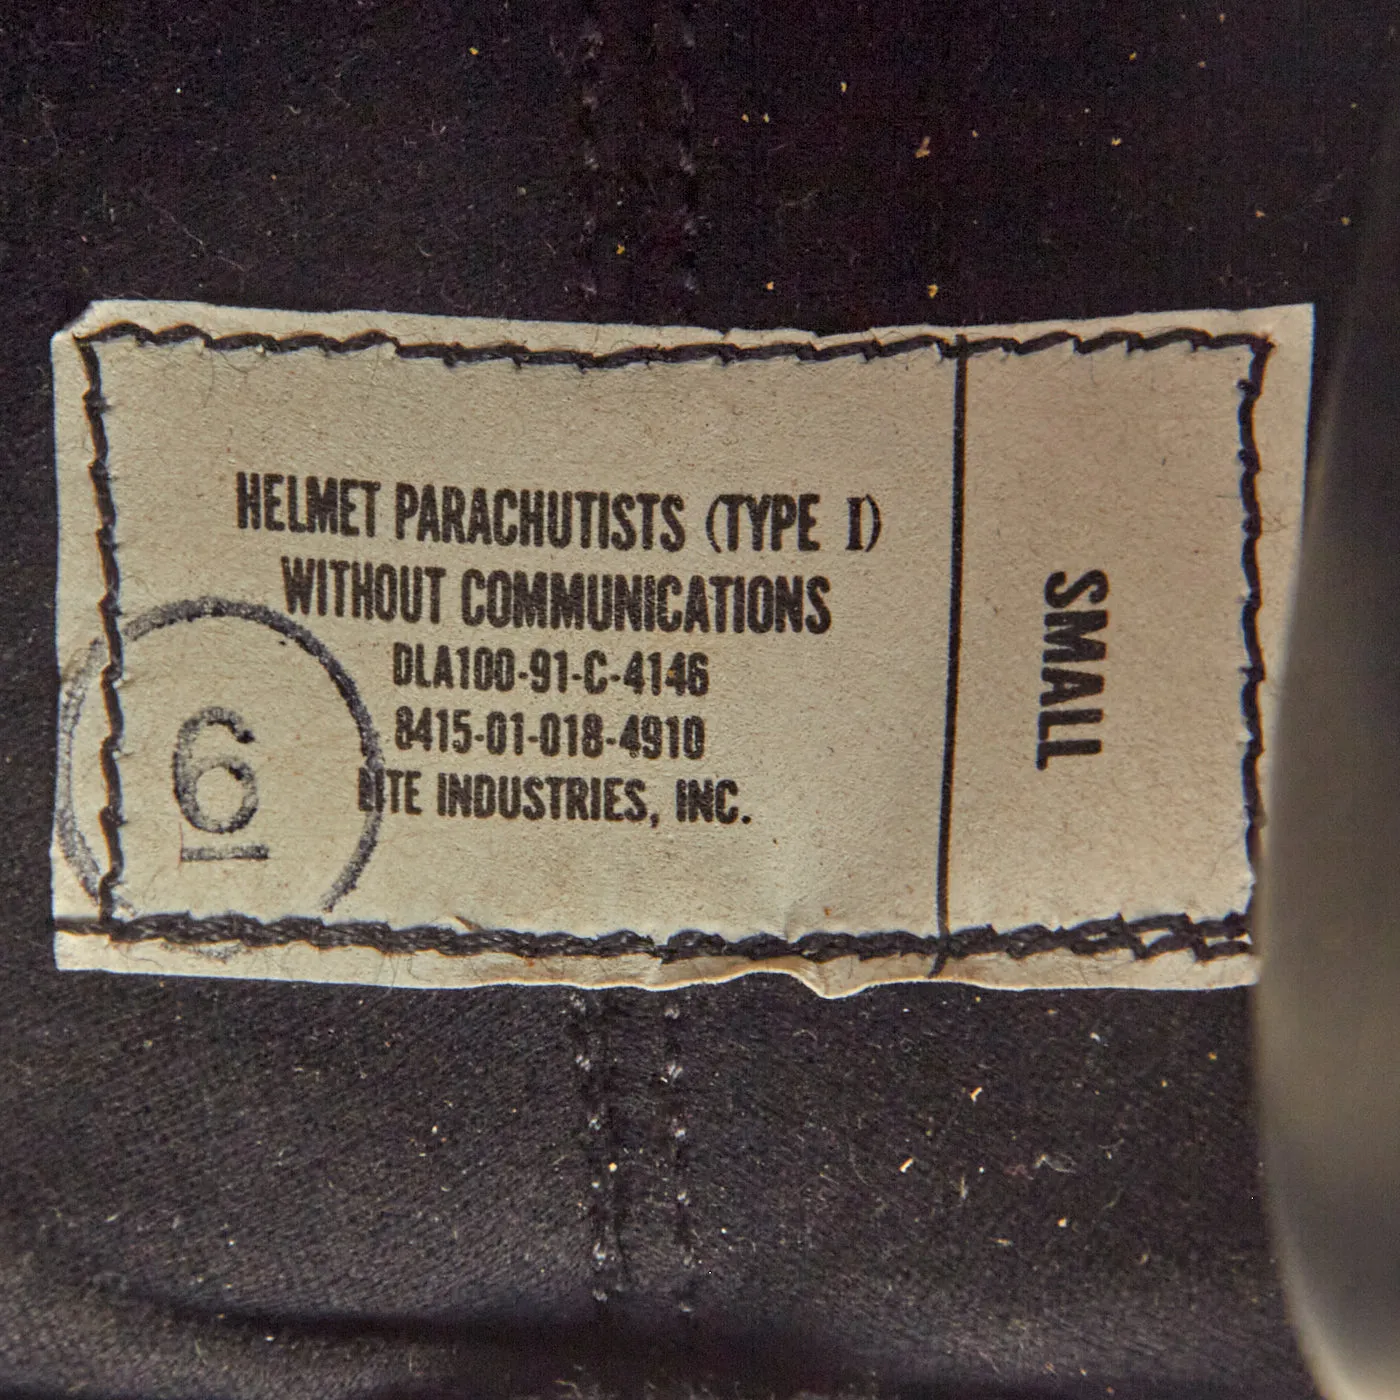 HELMET PARACHUTISTS (TYPE I)
WITHOUT COMMUNICATIONS
DLA100-91-C-4146
8415-01-018-4910
INDUSTRIES, INC.
6
SMALL